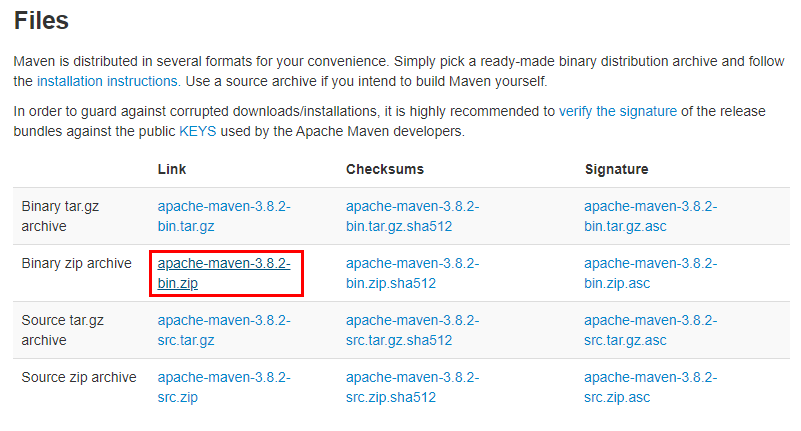 Files
Maven is distributed in several formats for your convenience. Simply pick a ready-made binary distribution archive and follow
the installation instructions. Use a source archive if you intend to build Maven yourself.
In order to guard against corrupted downloads/installations, it is highly recommended to verify the signature of the release
bundles against the public KEYS used by the Apache Maven developers.
Link Checksums Signature
Binary tar.gz apache-maven-3.8.2- apache-maven-3.8.2- apache-maven-3.8.2-
archive bin.tar.gz bin.tar.gz.sha512 bin.tar.gz.asc
Binary zip archive apache-maven-3.8.2- apache-maven-3.8.2- apache-maven-3.8.2-
bin.zip bin.zip.sha512 bin.zip.asc
Source tar.gz apache-maven-3.8.2- apache-maven-3.8.2- apache-maven-3.8.2-
archive src.tar.gz src.tar.gz.sha512 src.tar.gz.asc
Source zip archive apache-maven-3.8.2- apache-maven-3.8.2- apache-maven-3.8.2-
src.zip src.zip.sha512 src.zip.asc